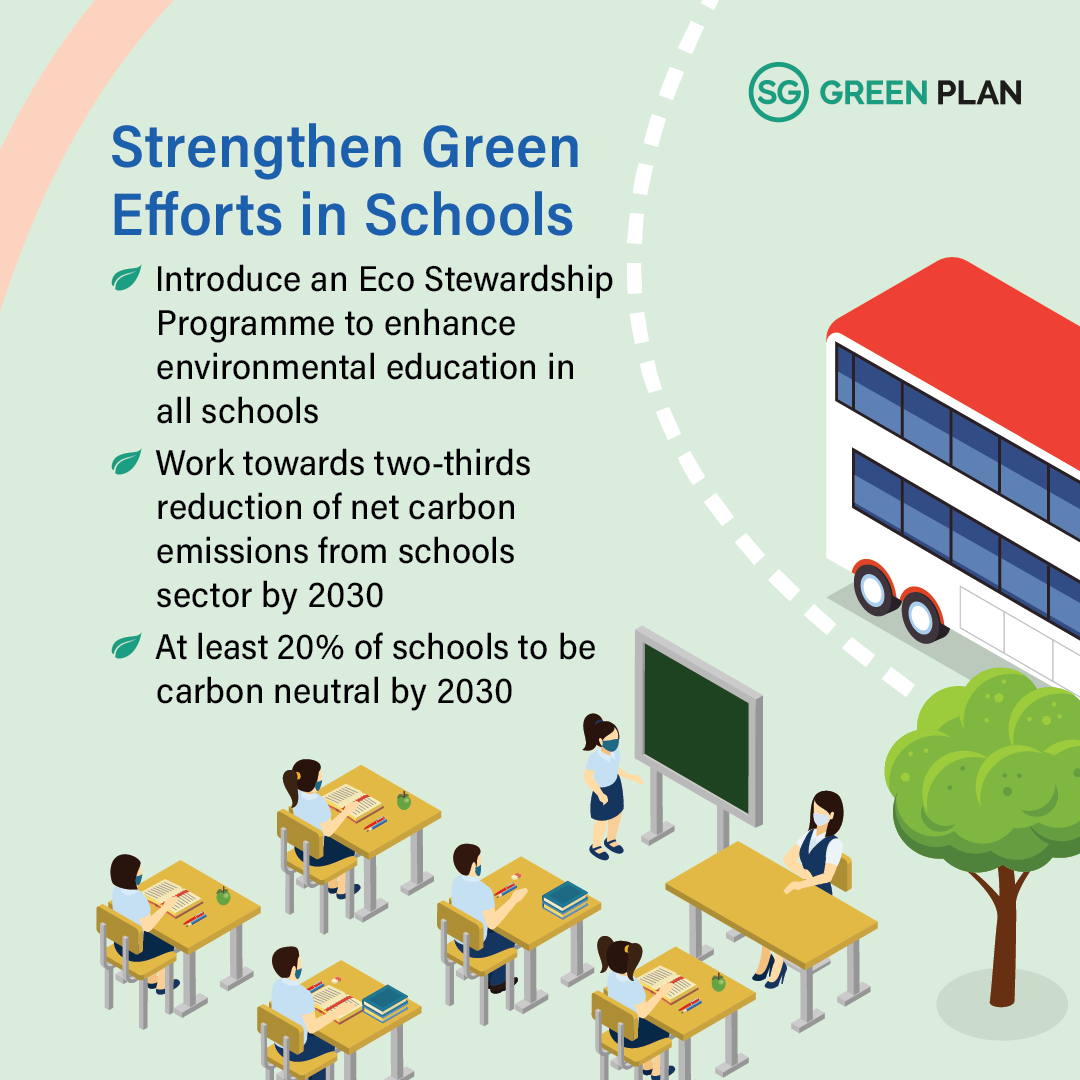 SG GREEN PLAN
Strengthen Green
Efforts in Schools
Introduce an Eco Stewardship
Programme to enhance
environmental education in
all schools
Work towards two-thirds
reduction of net carbon
emissions from schools
sector by 2030
At least 20% of schools to be
carbon neutral by 2030